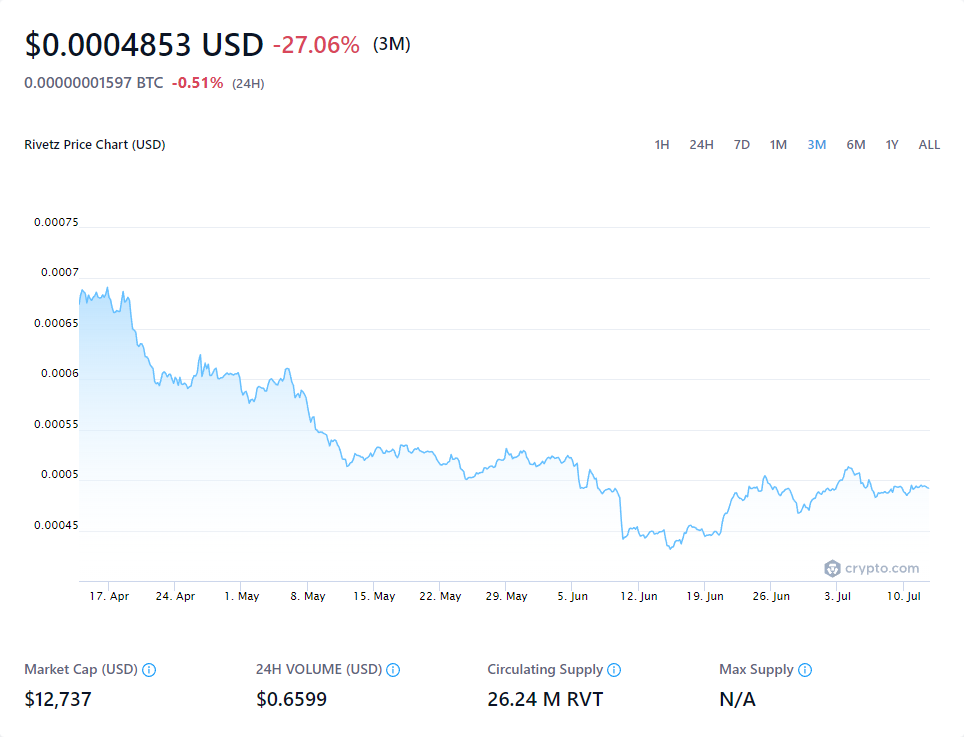 $0.0004853 USD -27.06% (3M)
0.00000001597 BTC -0.51% (24H)
Rivetz Price Chart (USD) 1H 24H 7D 1M 3M 6M 1Y ALL
0.00075
0.0007
0.00065
0.0006
0.00055
0.0005
0.00045
crypto.com
17. Apr 24. Apr 1. May 8. May 15. May 22. May 29. May 5. Jun 12. Jun 19. Jun 26. Jun 3. Jul 10. Jul
Market Cap (USD) 24H VOLUME (USD) Circulating Supply Max Supply
$12,737 $0.6599 26.24 M RVT N/A